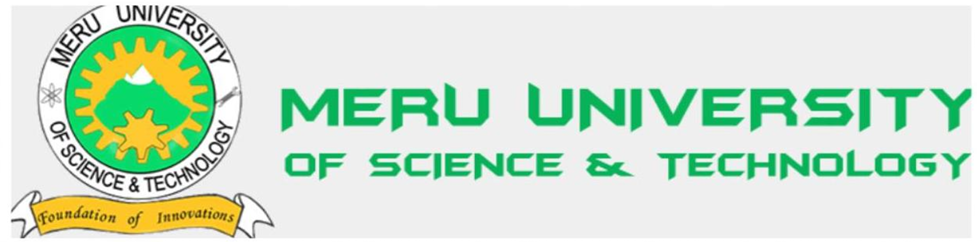 MERU UNIVERSITY
OF SCIENCE & TECHNOLOGY
Foundation of Innovations
MERU UNIVERSITY
OF SCIENCE & TECHNOLOGY